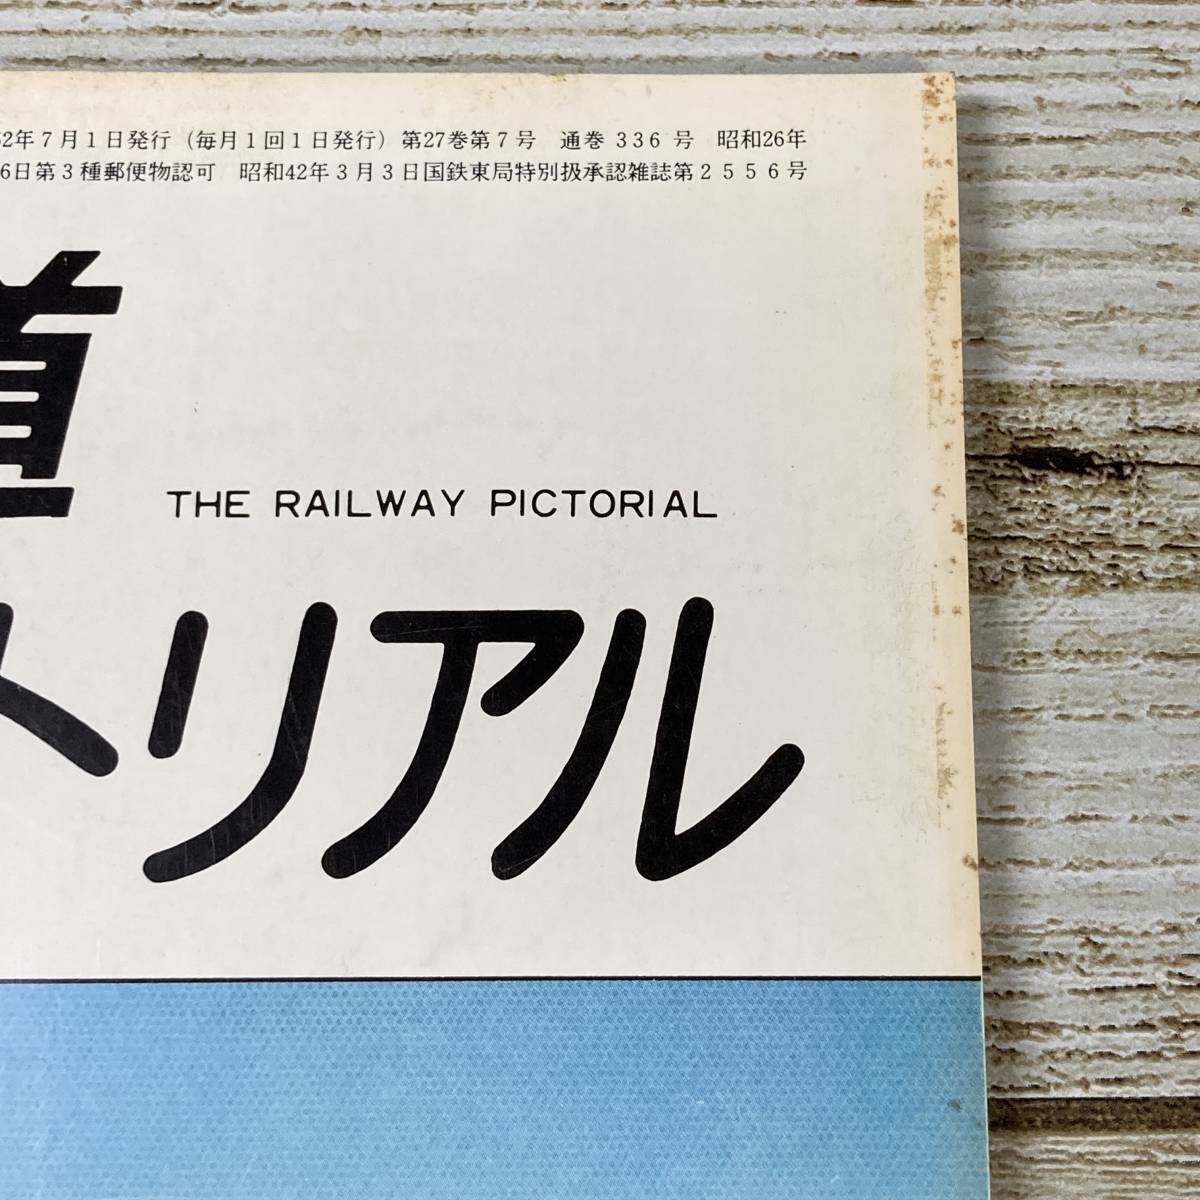 52年7月1日発行（毎月1回1日発行）第27巻第7号 通巻 336 号 昭和26年
6日第3種郵便物認可 昭和42年3月3日国鉄東局特別扱承認雑誌第2556号
道
THE RAILWAY PICTORIAL
トリアル